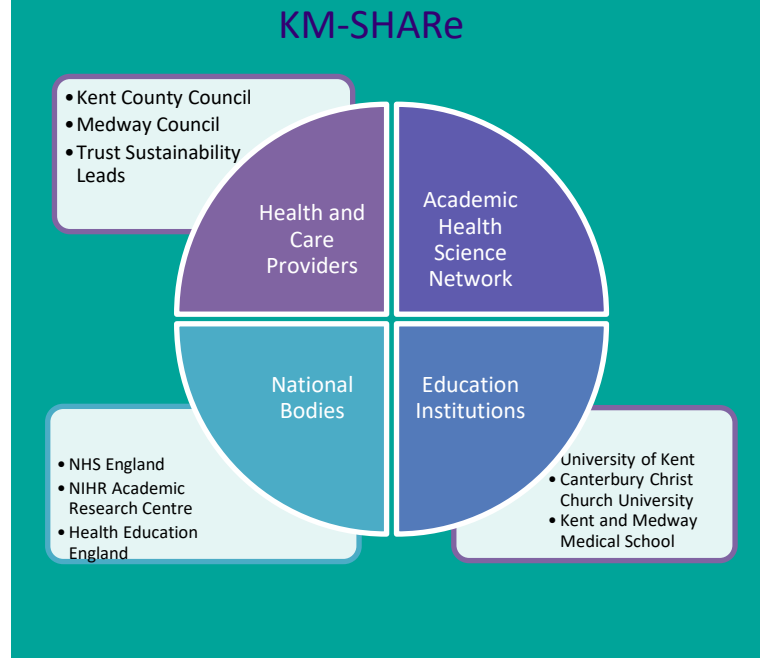 KM-SHARe
• Kent County Council
• Medway Council
• Trust Sustainability
Leads
Health and
Care
Providers
Academic
Health
Science
Network
National
Bodies
Education
Institutions
• NHS England
• NIHR Academic
Research Centre
• Health Education
England
University of Kent
• Canterbury Christ
Church University
• Kent and Medway
Medical School